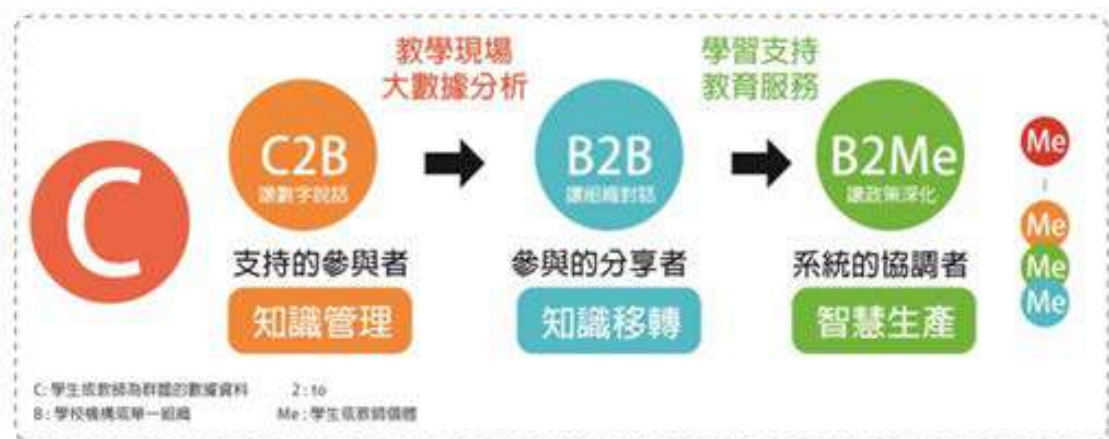 教學現場
大數據分析
學習支持
教育服務
C
C2B
讓數字說話
B2B
讓組織對話
B2Me
讓政策深化
Me
Me
Me
Me
支持的參與者
參與的分享者
系統的協調者
知識管理
知識移轉
智慧生產
C:學生或教師為群體的數據資料 2:to
B:學校機構或單一組織 Me:學生或教師個體